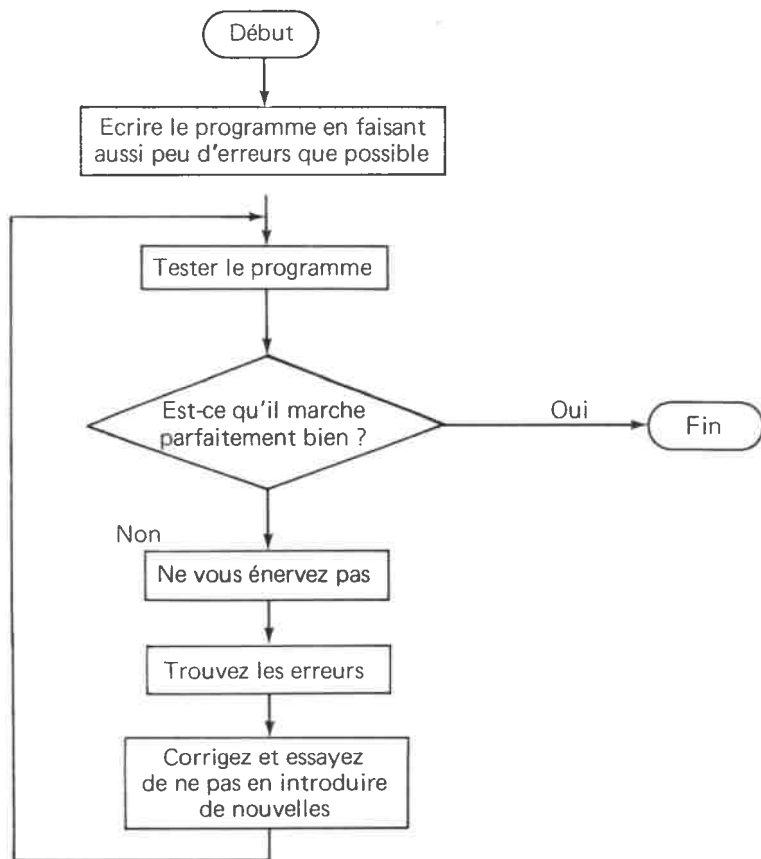 Début
Ecrire le programme en faisant
aussi peu d'erreurs que possible
Tester le programme
Est-ce qu'il marche
parfaitement bien ?
Oui
Fin
Non
Ne vous énervez pas
Trouvez les erreurs
Corrigez et essayez
de ne pas en introduire
de nouvelles